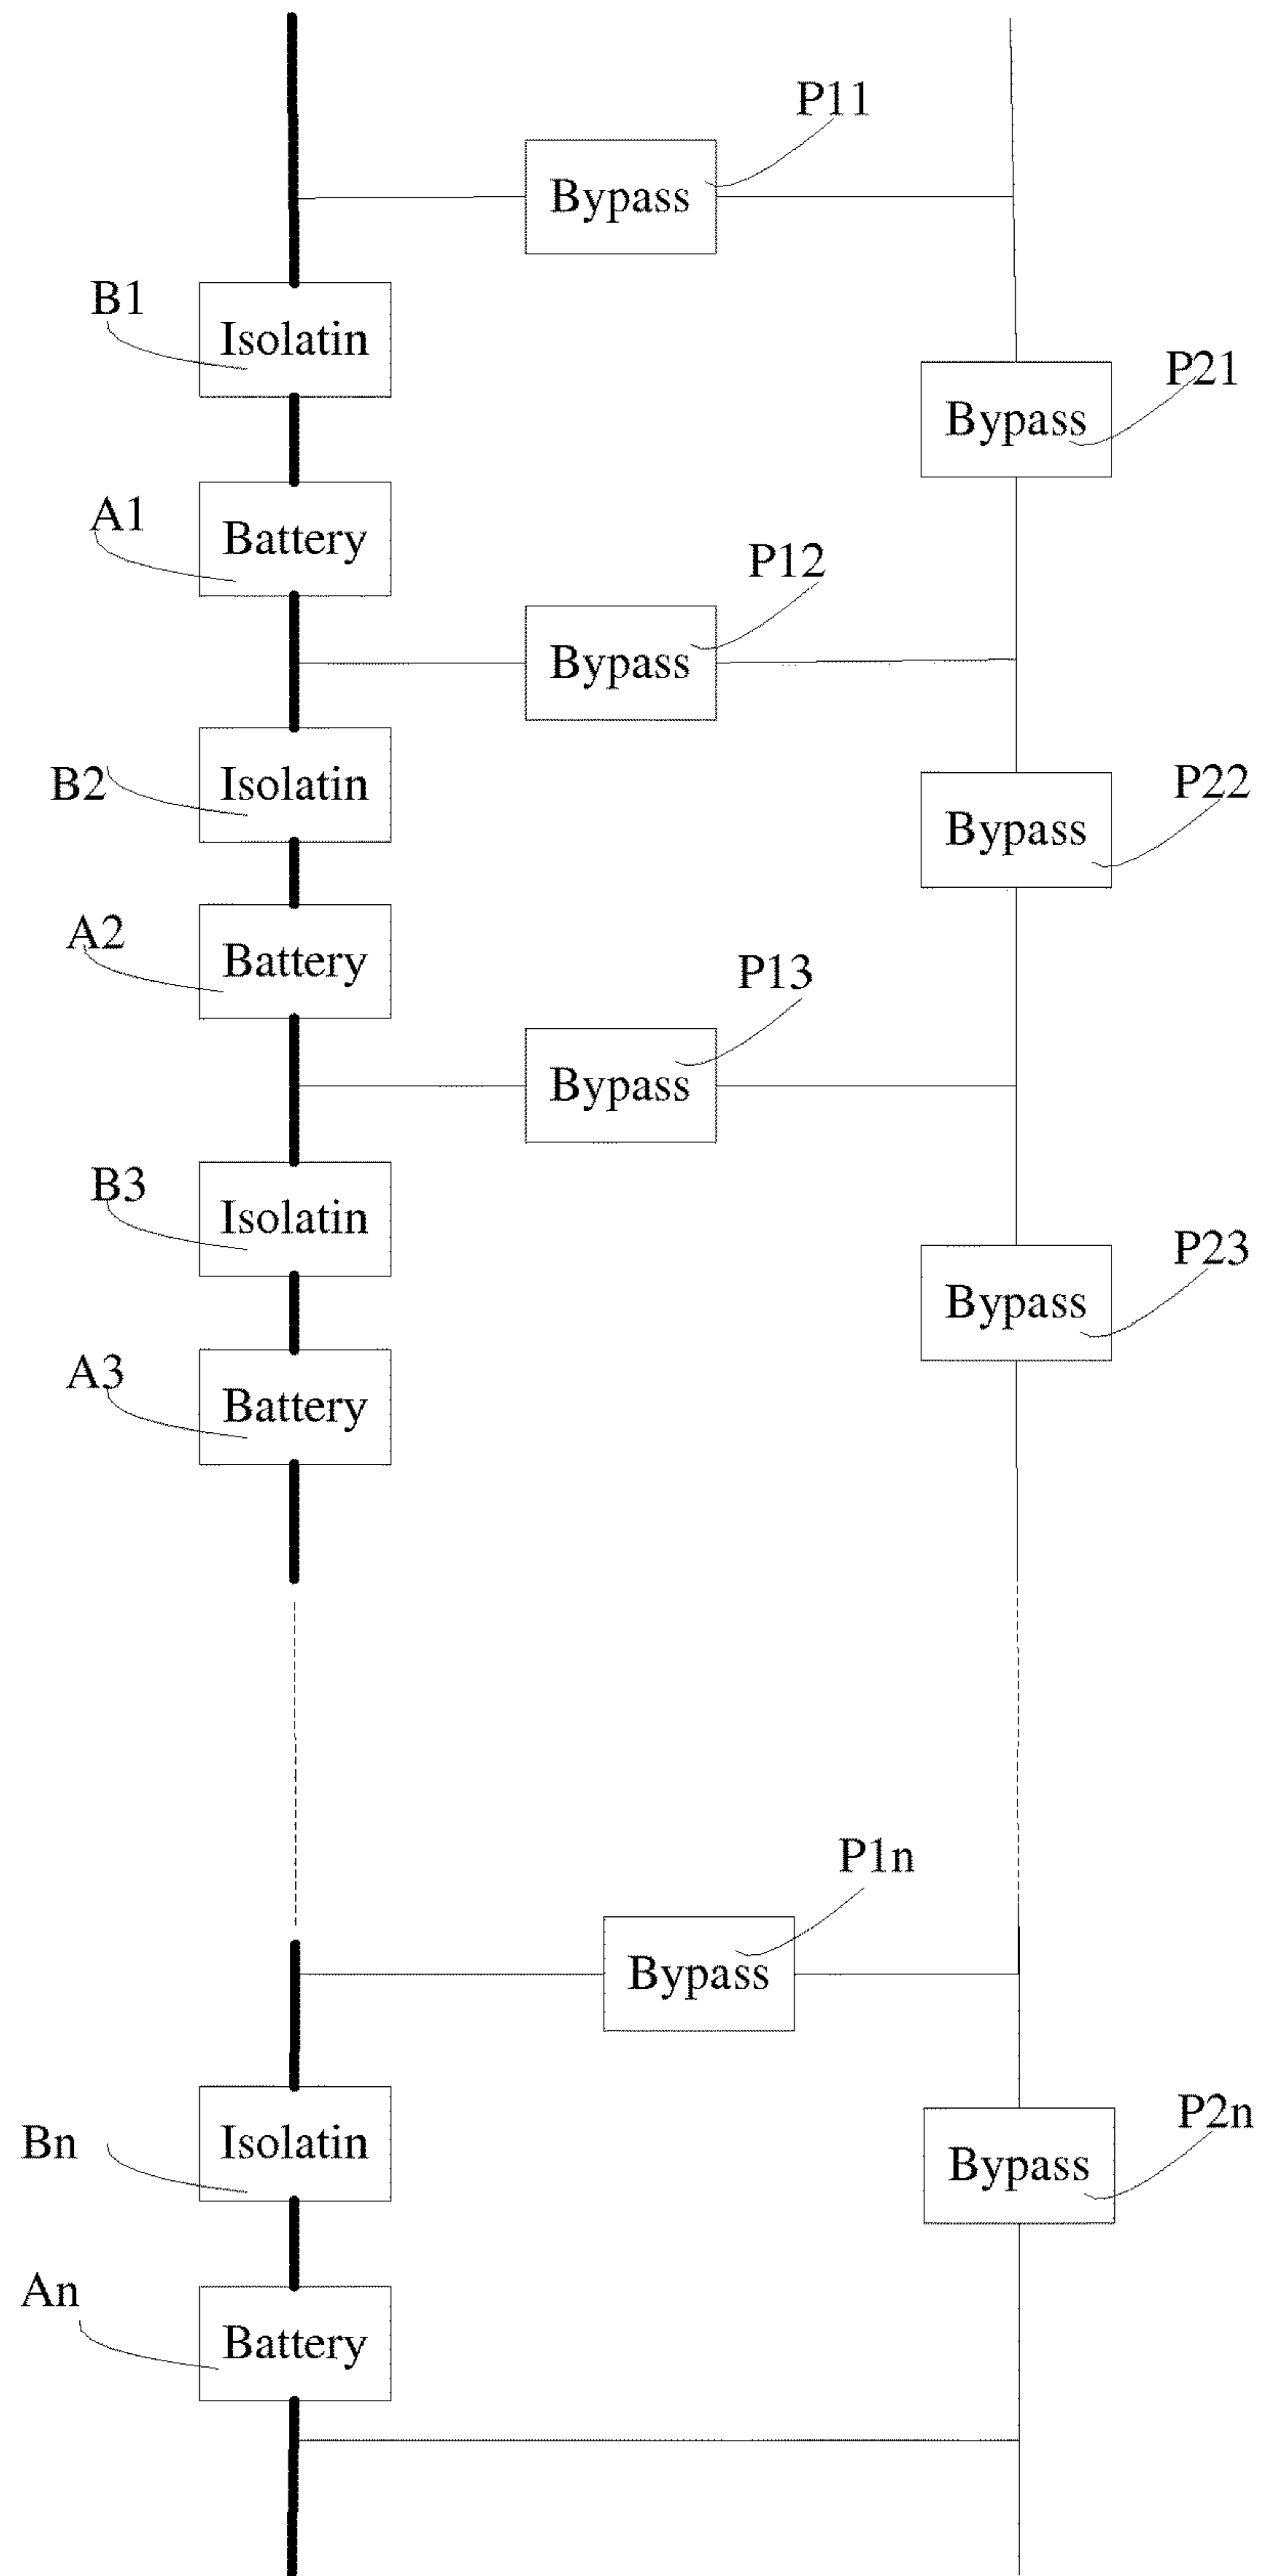 P11
Bypass
B1
Isolatin
P21
Bypass
A1
Battery
P12
Bypass
B2
Isolatin
P22
Bypass
A2
Battery
P13
Bypass
B3
Isolatin
P23
Bypass
A3
Battery
P1n
Bypass
Bn
Isolatin
P2n
Bypass
An
Battery